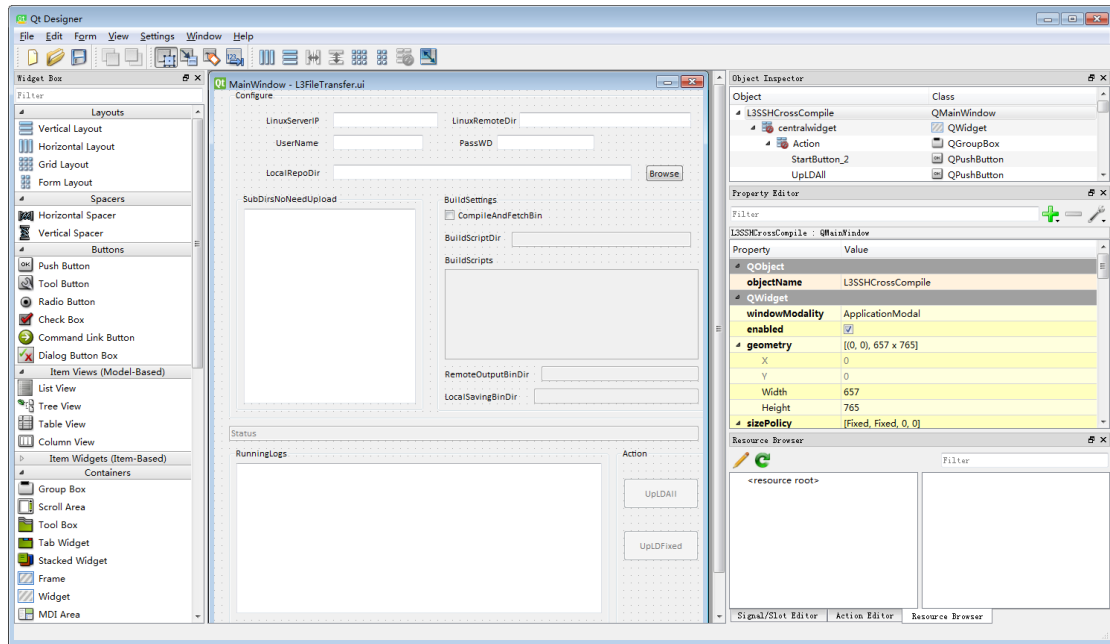 Qt Designer
File Edit Form View Settings Window Help
Widget Box
Filter
Layouts
Vertical Layout
Horizontal Layout
Grid Layout
Form Layout
Spacers
Horizontal Spacer
Vertical Spacer
Buttons
Push Button
Tool Button
Radio Button
Check Box
Command Link Button
Dialog Button Box
Item Views (Model-Based)
List View
Tree View
Table View
Column View
Item Widgets (Item-Based)
Containers
Group Box
Scroll Area
Tool Box
Tab Widget
Stacked Widget
Frame
Widget
MDI Area
MainWindow - L3FileTransfer.ui
Configure
LinuxServerIP LinuxRemoteDir
UserName PassWD
LocalRepoDir Browse
SubDirsNoNeedUpload
BuildSettings
CompileAndFetchBin
BuildScriptDir
BuildScripts
RemoteOutputBinDir
LocalSavingBinDir
Status
RunningLogs
Action
UpLDAll
UpLDFixed
Object Inspector
Object Class
L3SSHCrossCompile QMainWindow
centralwidget QWidget
Action QGroupBox
StartButton_2 QPushButton
UpLDAll QPushButton
Property Editor
Filter
L3SSHCrossCompile : QMainWindow
Property Value
QObject
objectName L3SSHCrossCompile
QWidget
windowModality ApplicationModal
enabled
geometry [(0, 0), 657 x 765]
X 0
Y 0
Width 657
Height 765
sizePolicy [Fixed, Fixed, 0, 0]
Resource Browser
Filter
<resource root>
Signal/Slot Editor Action Editor Resource Browser